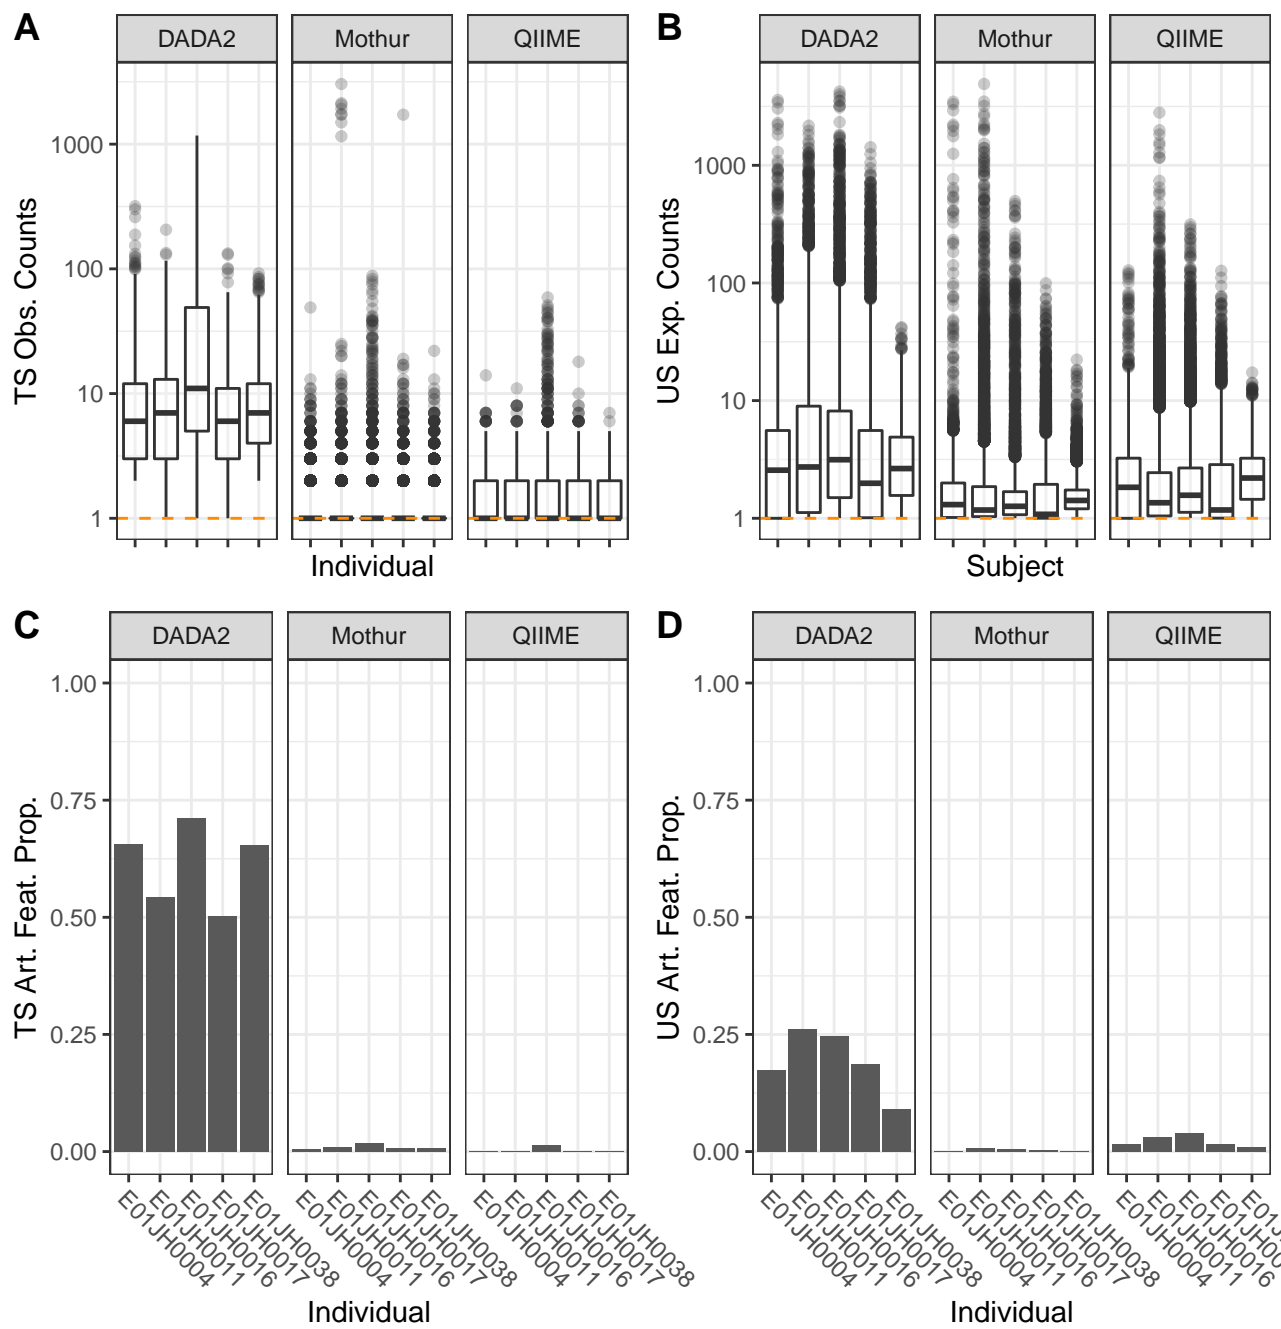 A
DADA2
Mothur
QIIME
TS Obs. Counts
1000
100
10
1
Individual
B
DADA2
Mothur
QIIME
US Exp. Counts
1000
100
10
1
Subject
C
DADA2
Mothur
QIIME
TS Art. Feat. Prop.
1.00
0.75
0.50
0.25
0.00
E01JH0004
E01JH0011
E01JH0016
E01JH0017
E01JH0038
E01JH0004
E01JH0011
E01JH0016
E01JH0017
E01JH0038
E01JH0004
E01JH0011
E01JH0016
E01JH0017
E01JH0038
Individual
D
DADA2
Mothur
QIIME
US Art. Feat. Prop.
1.00
0.75
0.50
0.25
0.00
E01JH0004
E01JH0011
E01JH0016
E01JH0017
E01JH0038
E01JH0004
E01JH0011
E01JH0016
E01JH0017
E01JH0038
E01JH0004
E01JH0011
Individual